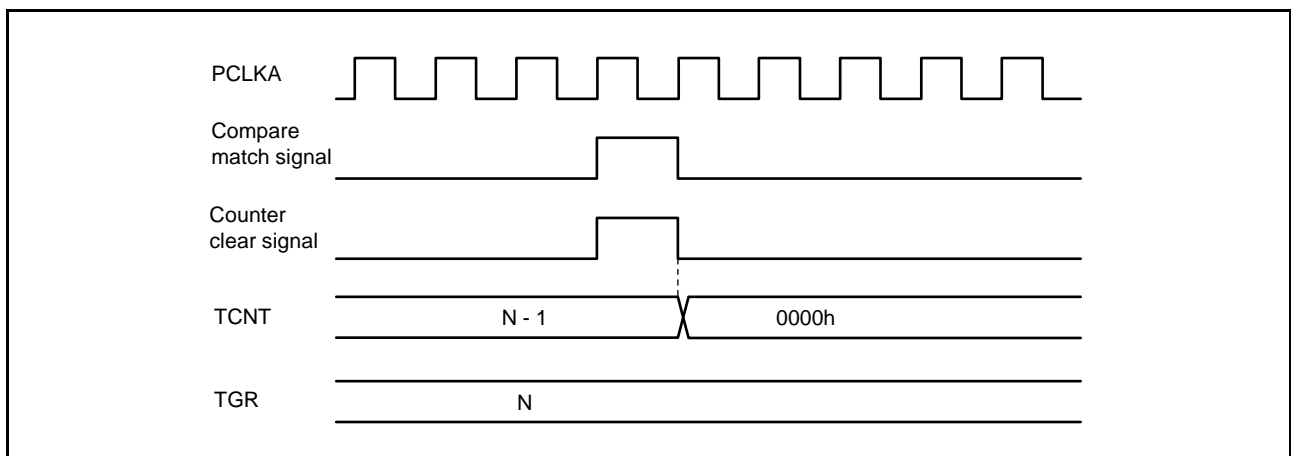 PCLKA
Compare
match signal
Counter
clear signal
TCNT
N - 1
0000h
TGR
N